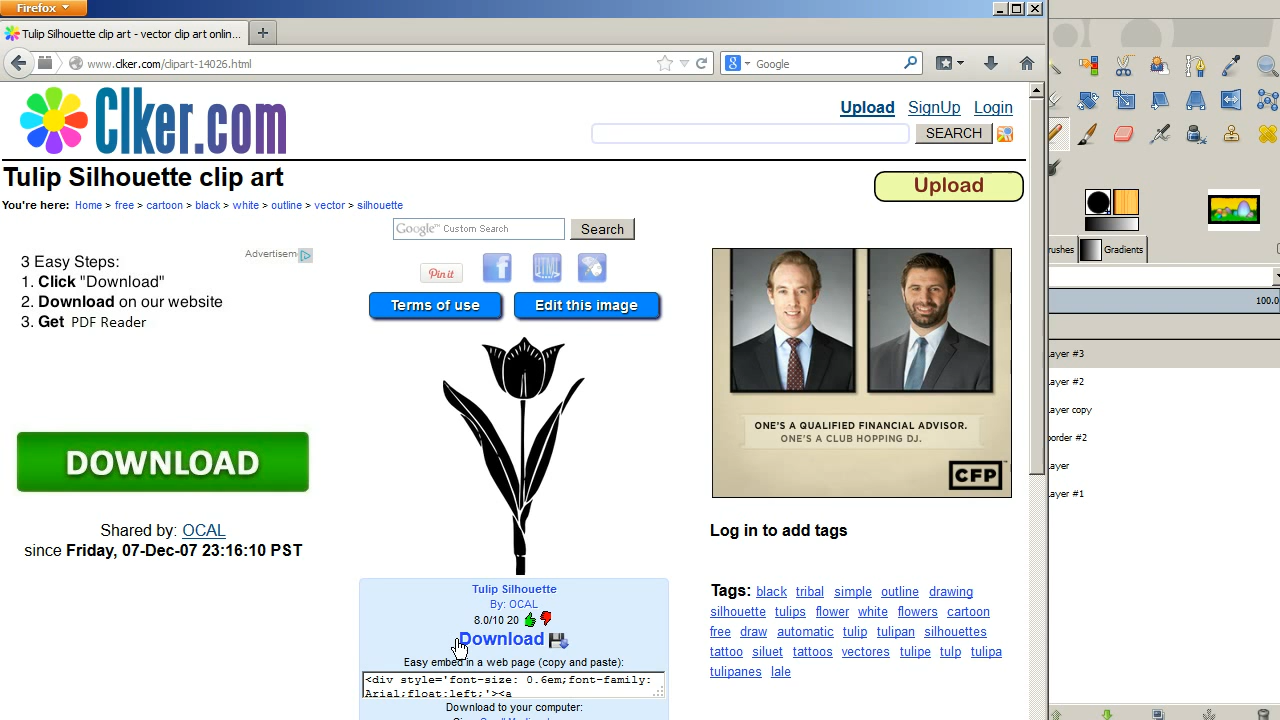 Firefox
Tulip Silhouette clip art - vector clip art onlin...
www.clker.com/clipart-14026.html
Google
Clker.com
Upload SignUp Login
SEARCH
Tulip Silhouette clip art
Upload
You're here: Home > free > cartoon > black > white > outline > vector > silhouette
Google™ Custom Search
Search
Advertisem
3 Easy Steps:
1. Click "Download"
2. Download on our website
3. Get PDF Reader
Pin it
HTML
Terms of use
Edit this image
DOWNLOAD
Shared by: OCAL
since Friday, 07-Dec-07 23:16:10 PST
ONE'S A QUALIFIED FINANCIAL ADVISOR.
ONE'S A CLUB HOPPING DJ.
CFP™
Log in to add tags
Tags: black tribal simple outline drawing
silhouette tulips flower white flowers cartoon
free draw automatic tulip tulipan silhouettes
tattoo siluet tattoos vectores tulipe tulp tulipa
tulipanes lale
Tulip Silhouette
By: OCAL
8.0/10 20
Download
Easy embed in a web page (copy and paste):
<div style='font-size: 0.6em;font-family:
Arial;float:left;'><a
Download to your computer:
rushes
Gradients
100.0
ayer #3
ayer #2
ayer copy
order #2
ayer
ayer #1